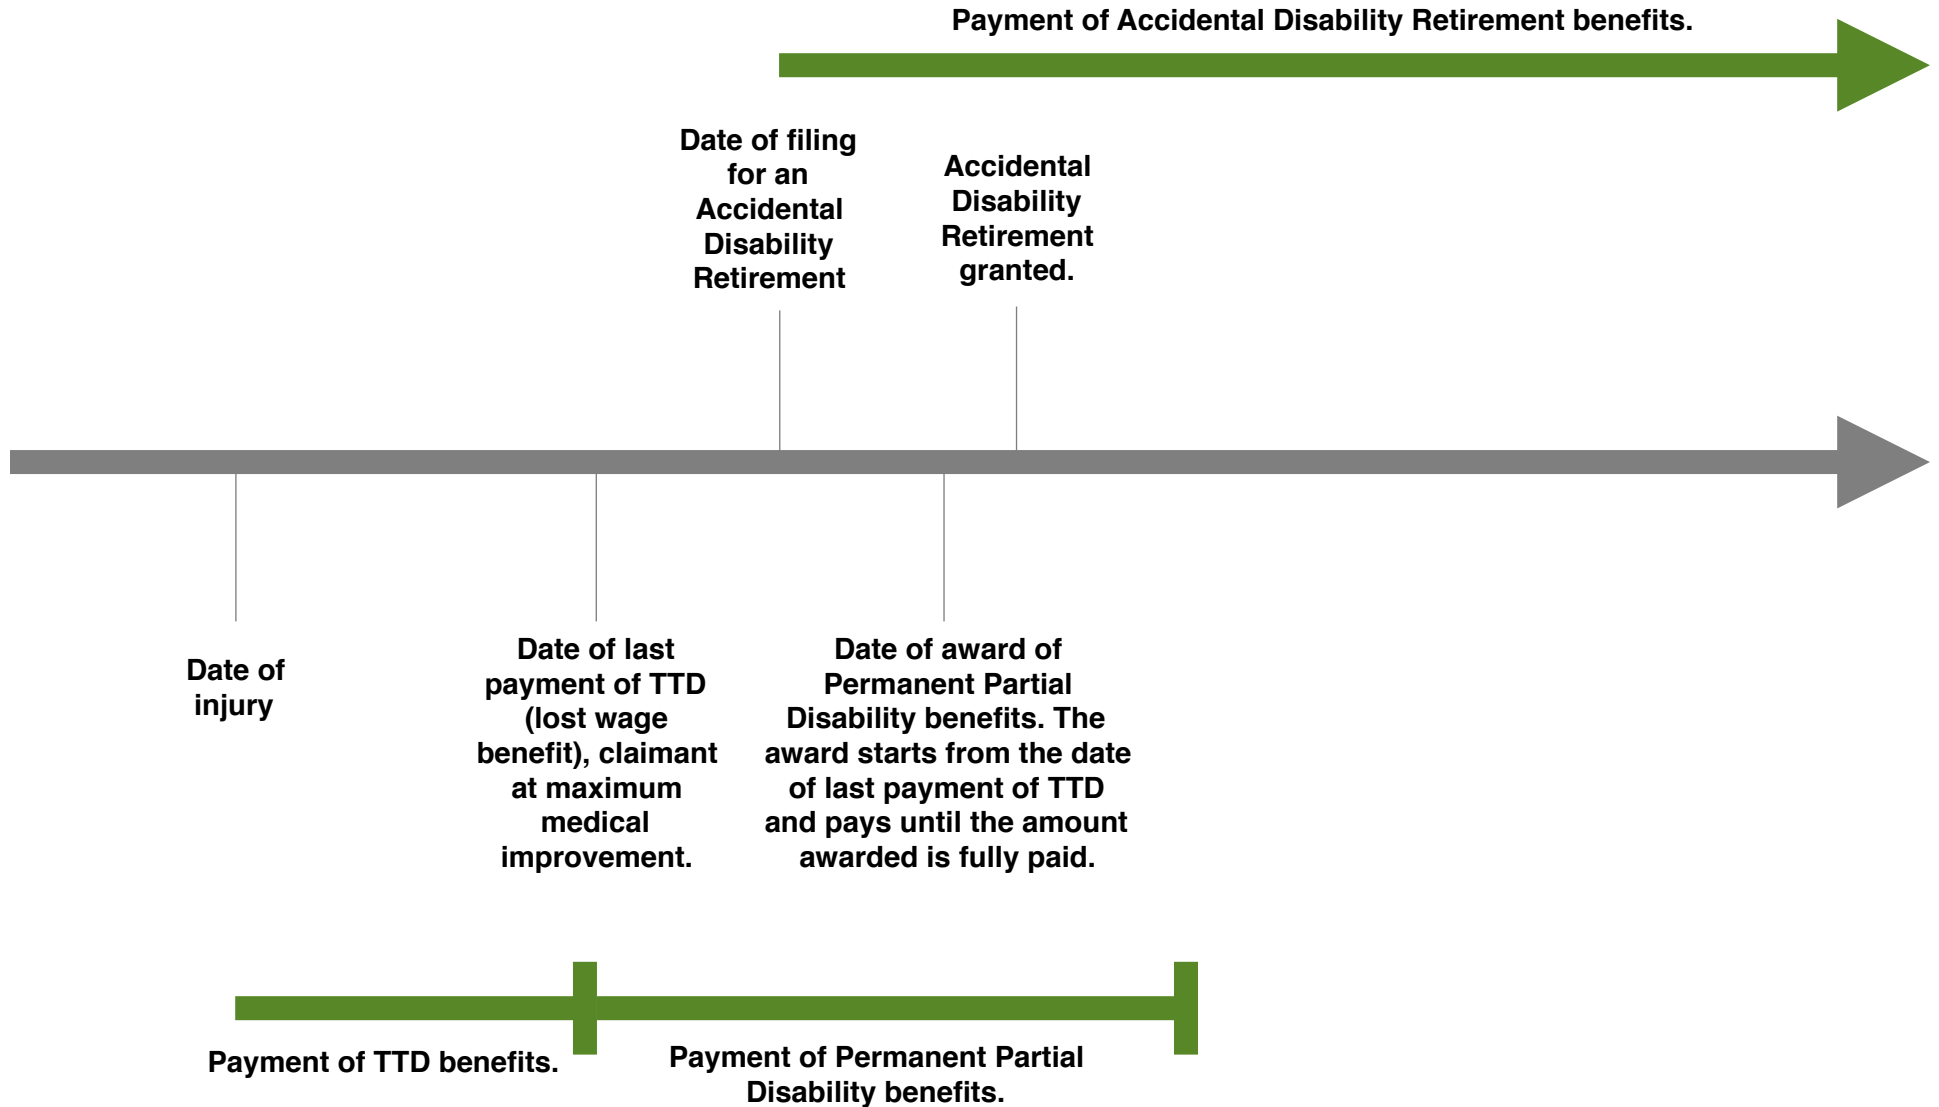 Payment of Accidental Disability Retirement benefits.
Date of filing
for an
Accidental
Disability
Retirement
Accidental
Disability
Retirement
granted.
Date of
injury
Date of last
payment of TTD
(lost wage
benefit), claimant
at maximum
medical
improvement.
Date of award of
Permanent Partial
Disability benefits. The
award starts from the date
of last payment of TTD
and pays until the amount
awarded is fully paid.
Payment of TTD benefits.
Payment of Permanent Partial
Disability benefits.